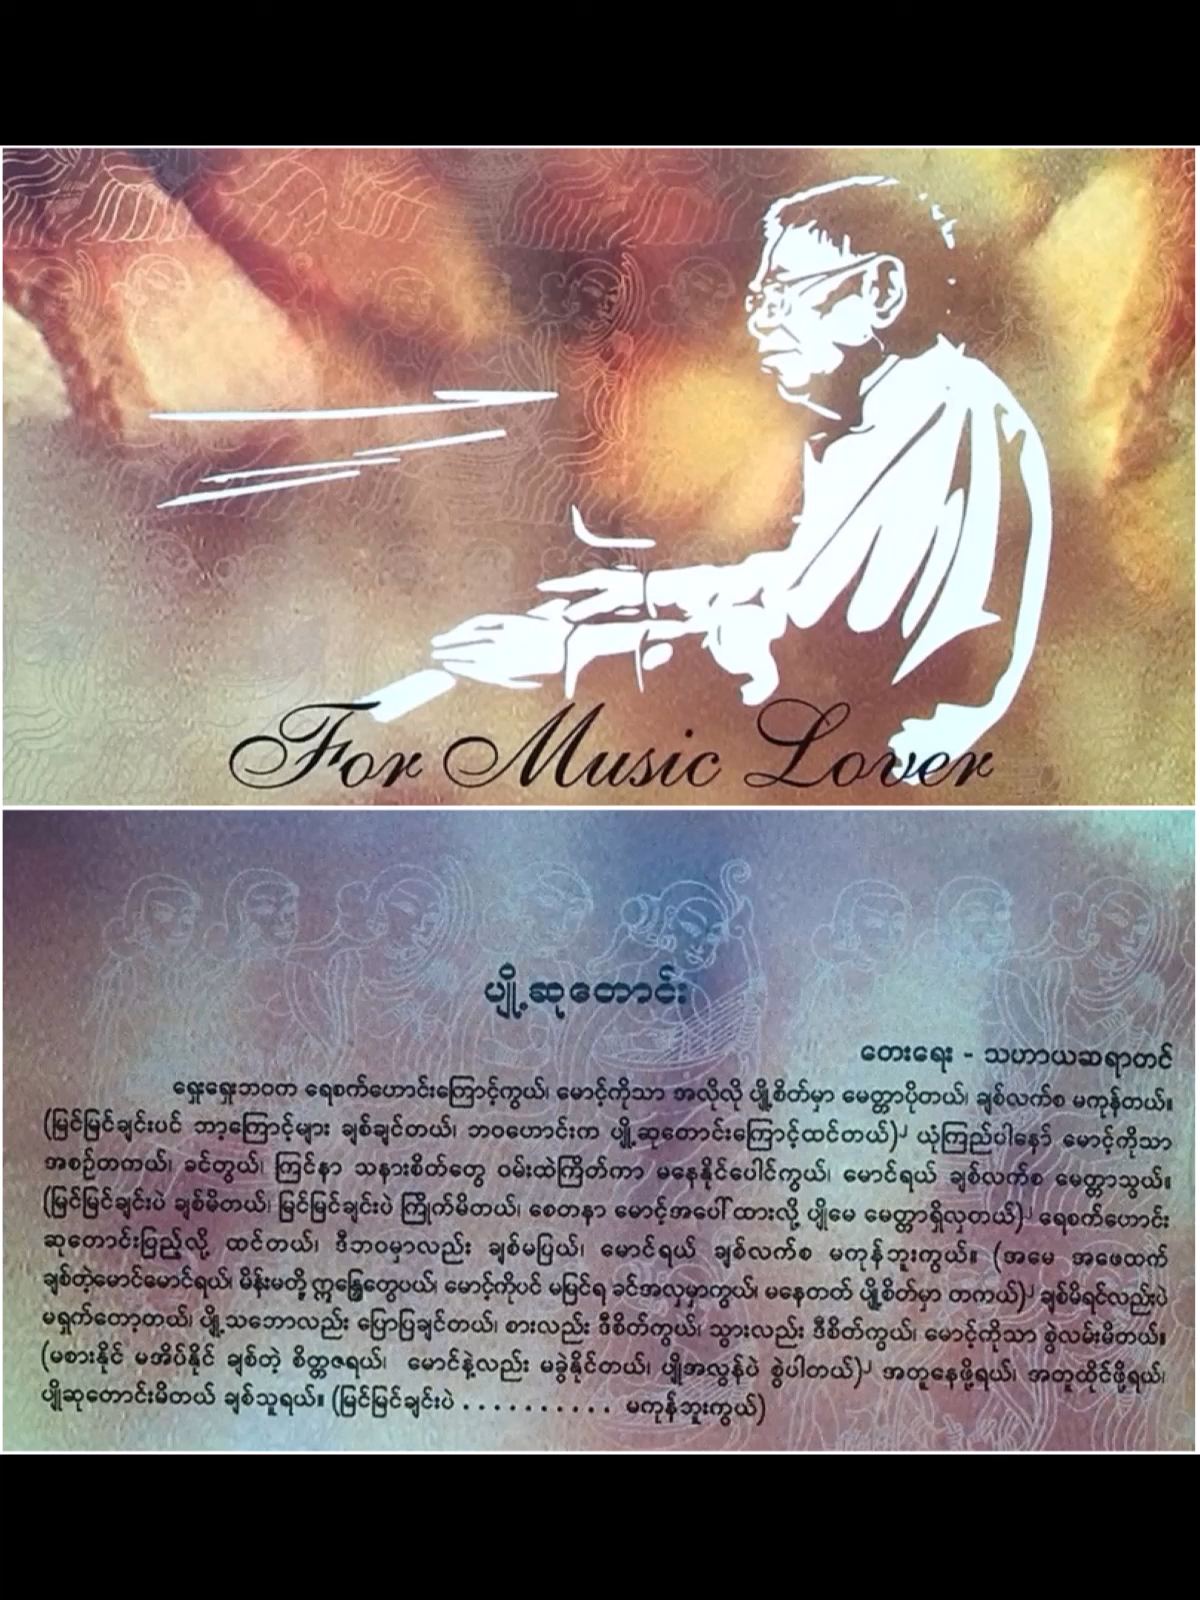 For Music Lover
ပျို့ဆုတောင်း
တေးရေး - သဟာယဆရာတင်
ရှေးရှေးဘဝက ရေစက်ဟောင်းကြောင့်ကွယ်၊ မောင့်ကိုသာ အလိုလို ပျို့စိတ်မှာ မေတ္တာပိုတယ်၊ ချစ်လက်စ မကုန်တယ်။
(မြင်မြင်ချင်းပင် ဘာ့ကြောင့်များ ချစ်ချင်တယ်၊ ဘဝဟောင်းက ပျို့ဆုတောင်းကြောင့်ထင်တယ်)၂ ယုံကြည်ပါနော် မောင့်ကိုသာ
အစဉ်တကယ်၊ ခင်တွယ်၊ ကြင်နာ သနားစိတ်တွေ ဝမ်းထဲကြိတ်ကာ မနေနိုင်ပေါင်ကွယ်၊ မောင်ရယ် ချစ်လက်စ မေတ္တာသွယ်။
(မြင်မြင်ချင်းပဲ ချစ်မိတယ်၊ မြင်မြင်ချင်းပဲ ကြိုက်မိတယ်၊ စေတနာ မောင့်အပေါ်ထားလို့ ပျိုမေ မေတ္တာရှိလှတယ်)၂ ရေစက်ဟောင်း
ဆုတောင်းပြည့်လို့ ထင်တယ်၊ ဒီဘဝမှာလည်း ချစ်မပြယ်၊ မောင်ရယ် ချစ်လက်စ မကုန်ဘူးကွယ်။ (အမေ အဖေထက်
ချစ်တဲ့မောင်မောင်ရယ်၊ မိန်းမတို့ ဣန္ဒြေတွေပယ်၊ မောင့်ကိုပင် မမြင်ရ ခင်အလှမှာကွယ်၊ မနေတတ် ပျို့စိတ်မှာ တကယ်)၂ ချစ်မိရင်လည်းပဲ
မရှက်တော့တယ်၊ ပျို့သဘောလည်း ပြောပြချင်တယ်၊ စားလည်း ဒီစိတ်ကွယ်၊ သွားလည်း ဒီစိတ်ကွယ်၊ မောင့်ကိုသာ စွဲလမ်းမိတယ်။
(မစားနိုင် မအိပ်နိုင် ချစ်တဲ့ စိတ္တဇရယ်၊ မောင်နဲ့လည်း မခွဲနိုင်တယ်၊ ပျိုအလွန်ပဲ စွဲပါတယ်)၂ အတူနေဖို့ရယ်၊ အတူထိုင်ဖို့ရယ်၊
ပျိုဆုတောင်းမိတယ် ချစ်သူရယ်။ (မြင်မြင်ချင်းပဲ . . . . . . . . . . မကုန်ဘူးကွယ်)